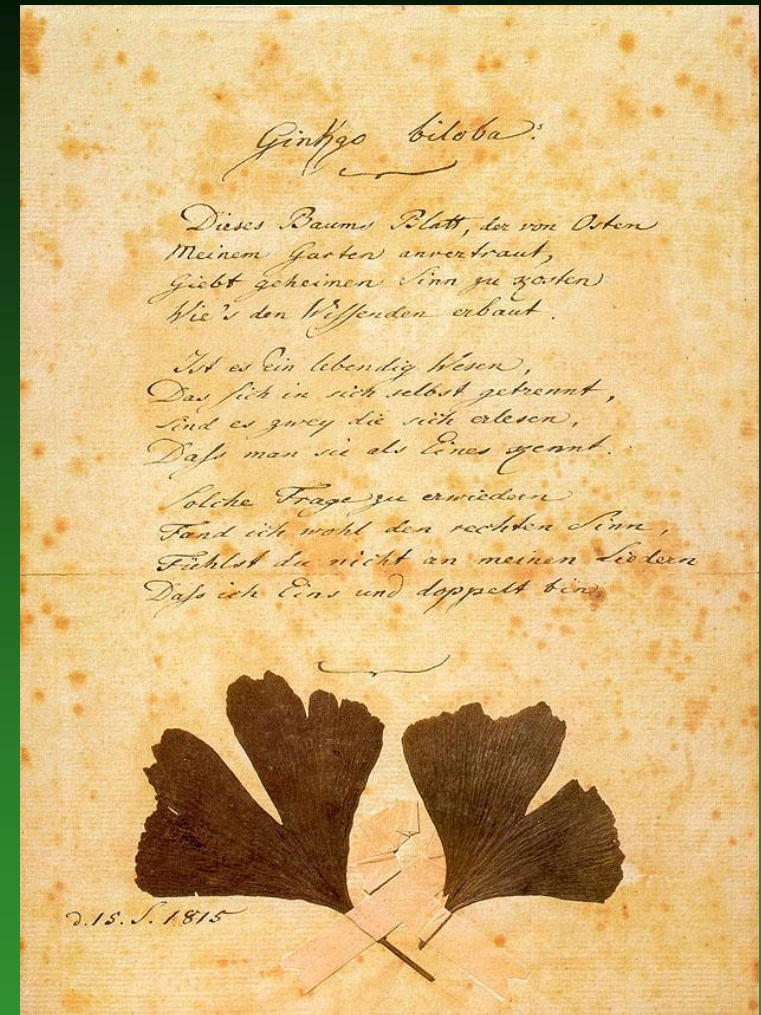 Ginkgo biloba.
Dieses Baums Blatt, der von Osten
Meinem Garten anvertraut,
Giebt geheimen Sinn zu kosten
Wie's den Wissenden erbaut.
Ist es Ein lebendig Wesen,
Das sich in sich selbst getrennt,
Sind es zwey die sich erlesen,
Dass man sie als Eines kennt.
Solche Frage zu erwiedern
Fand ich wohl den rechten Sinn,
Fühlst du nicht an meinen Liedern
Dass ich Eins und doppelt bin.
d. 15. S. 1815